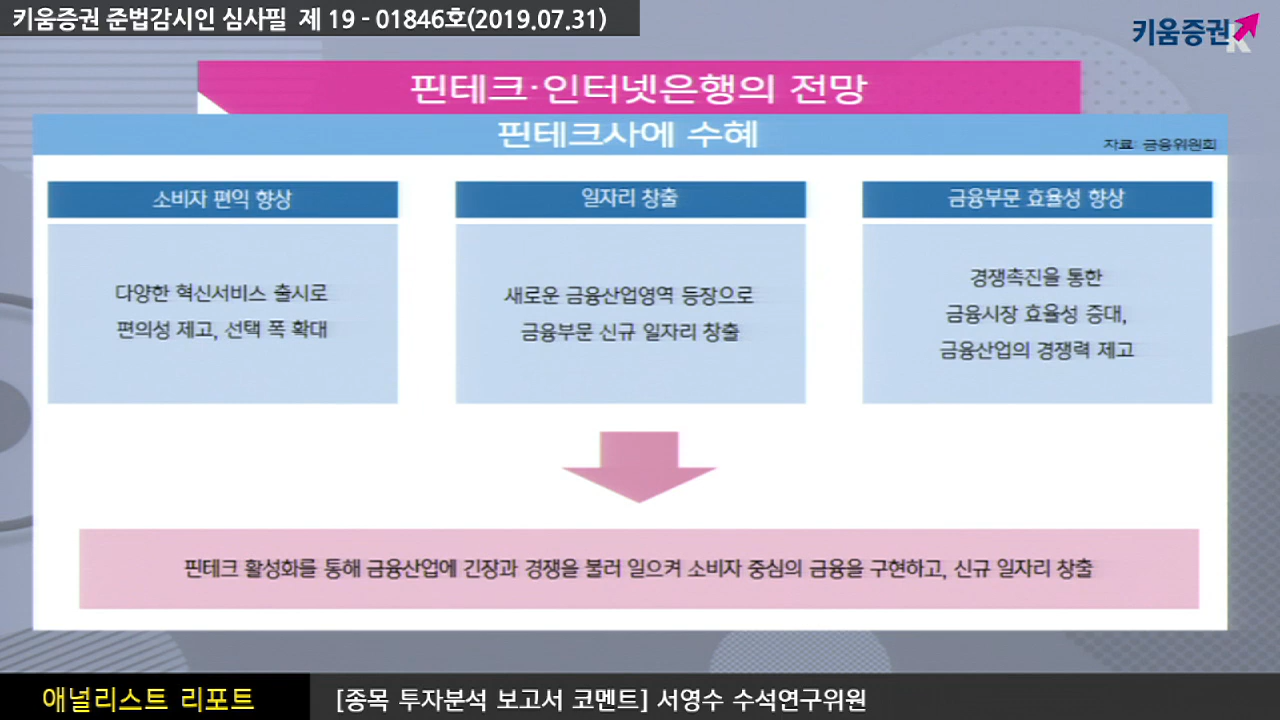 키움증권 준법감시인 심사필 제 19 - 01846호(2019.07.31)
키움증권
핀테크·인터넷은행의 전망
핀테크사에 수혜
자료: 금융위원회
소비자 편익 향상
다양한 혁신서비스 출시로
편의성 제고, 선택 폭 확대
일자리 창출
새로운 금융산업영역 등장으로
금융부문 신규 일자리 창출
금융부문 효율성 향상
경쟁촉진을 통한
금융시장 효율성 증대,
금융산업의 경쟁력 제고
핀테크 활성화를 통해 금융산업에 긴장과 경쟁을 불러 일으켜 소비자 중심의 금융을 구현하고, 신규 일자리 창출
애널리스트 리포트
[종목 투자분석 보고서 코멘트] 서영수 수석연구위원